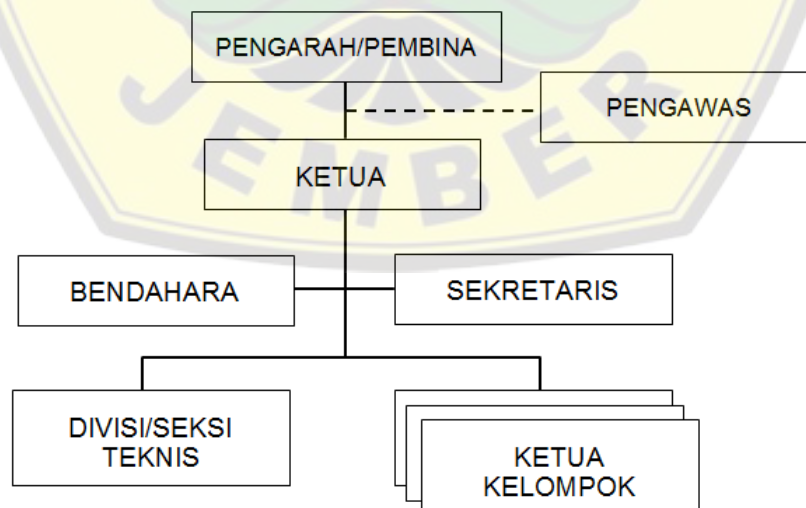 PENGARAH/PEMBINA
PENGAWAS
JEMBER
KETUA
BENDAHARA
SEKRETARIS
DIVISI/SEKSI
TEKNIS
KETUA
KELOMPOK